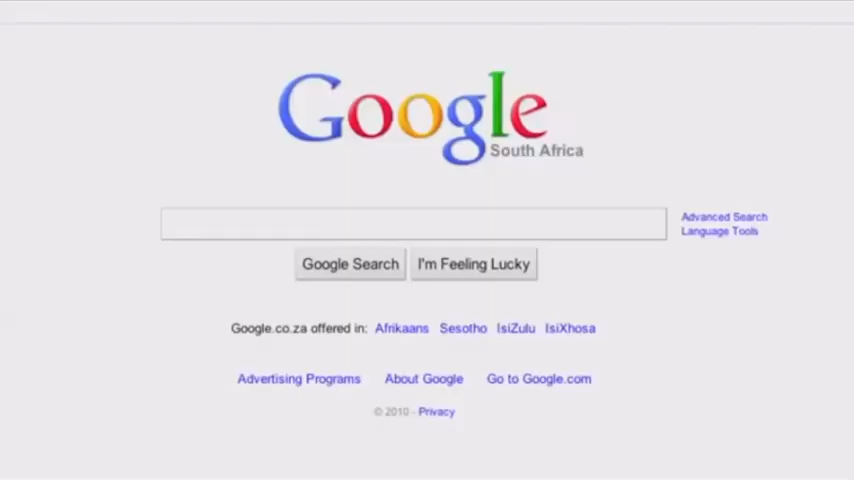 Google
South Africa
Advanced Search
Language Tools
Google Search I'm Feeling Lucky
Google.co.za offered in: Afrikaans Sesotho IsiZulu IsiXhosa
Advertising Programs About Google Go to Google.com
© 2010 - Privacy